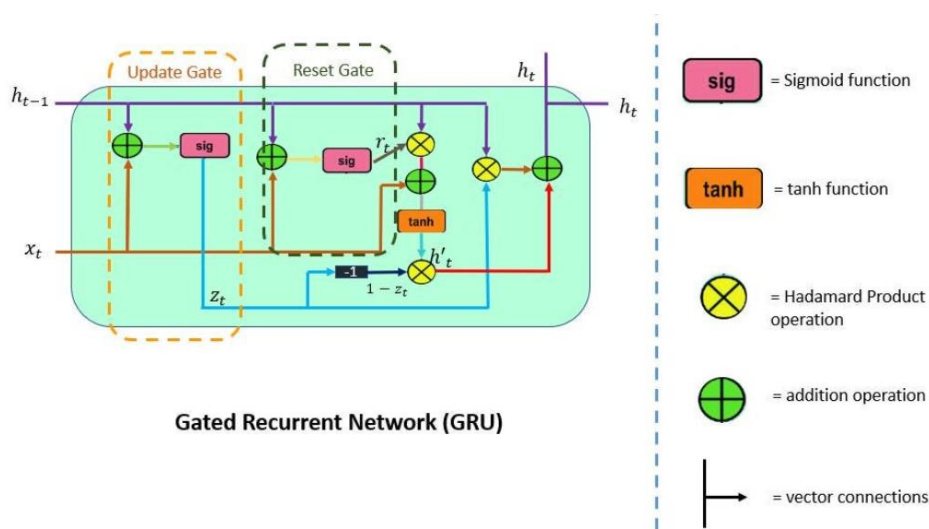 Update Gate
Reset Gate
h_{t-1}
sig
sig
r_t
tanh
h'_t
x_t
-1
1 − z_t
z_t
h_t
h_t
Gated Recurrent Network (GRU)
sig = Sigmoid function
tanh = tanh function
= Hadamard Product
operation
= addition operation
= vector connections